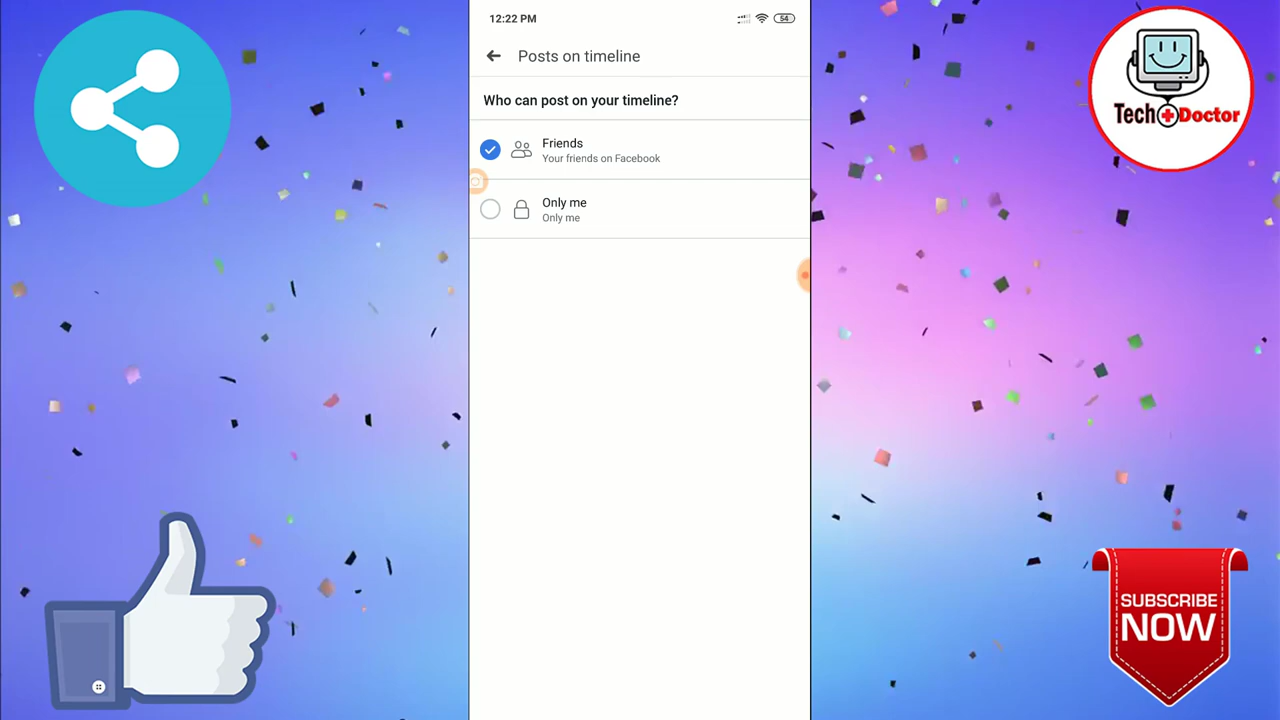 12:22 PM
54
Posts on timeline
Who can post on your timeline?
Friends
Your friends on Facebook
Only me
Only me
Tech Doctor
SUBSCRIBE
NOW